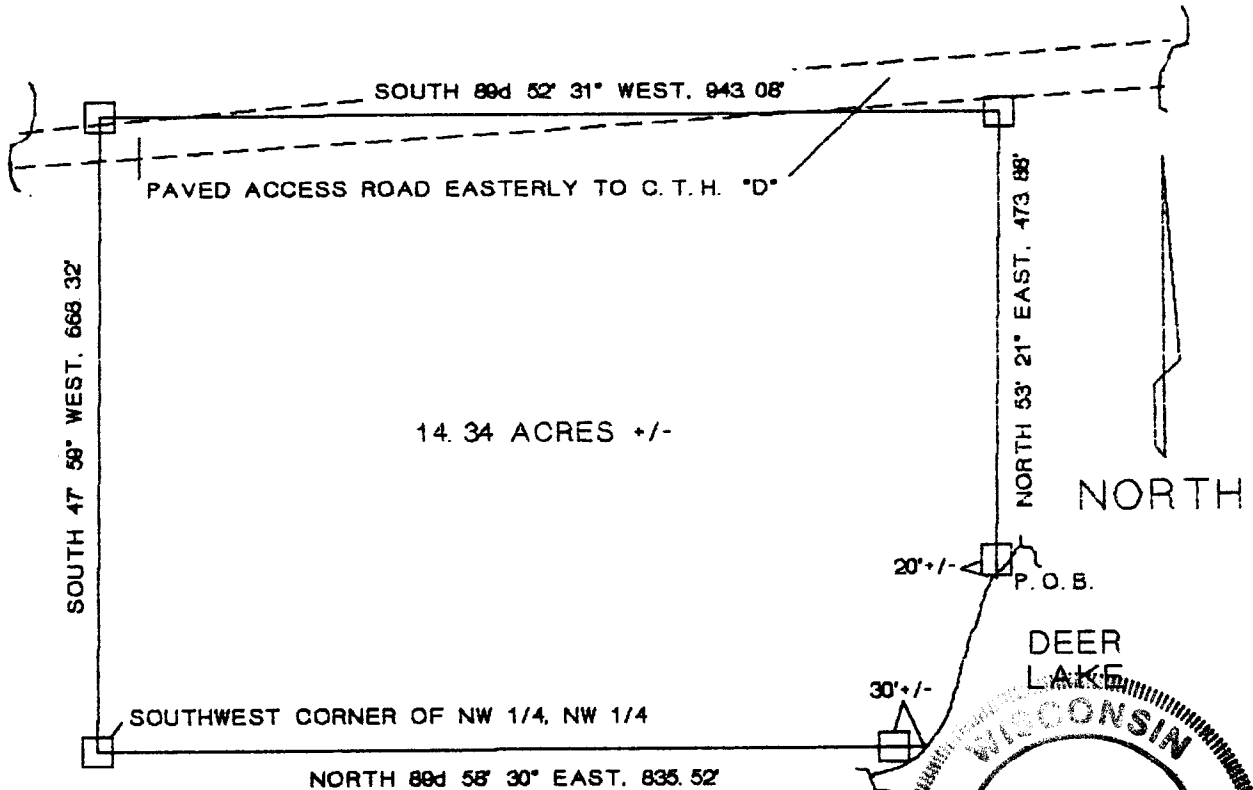 SOUTH 89d 52' 31" WEST, 943.08'
PAVED ACCESS ROAD EASTERLY TO C.T.H. "D"
SOUTH 47' 59" WEST, 668.32'
NORTH 53' 21" EAST, 473.88'
14.34 ACRES +/-
NORTH
20'+/-
P.O.B.
DEER
LAKE
30'+/-
SOUTHWEST CORNER OF NW 1/4, NW 1/4
NORTH 89d 58' 30" EAST, 835.52'
WISCONSIN